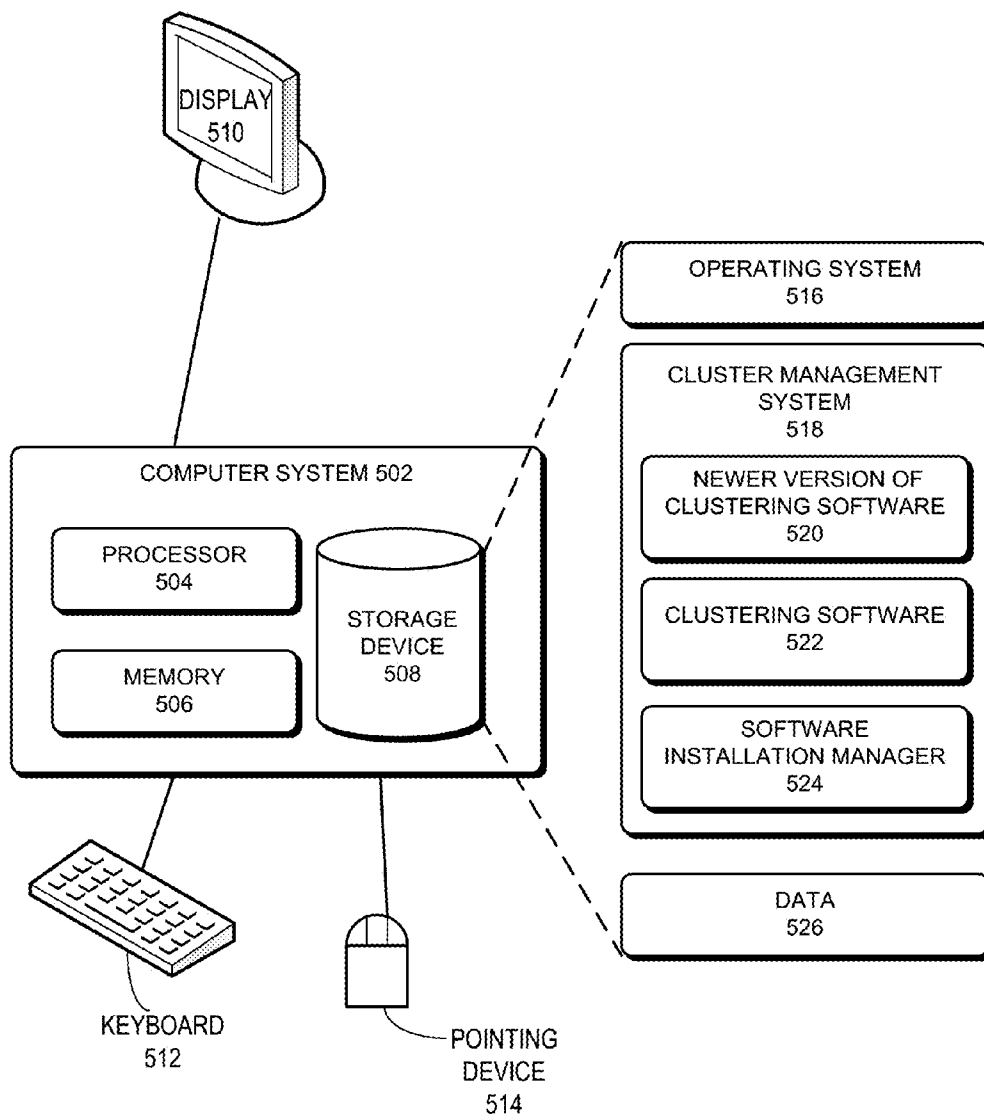 DISPLAY
510
OPERATING SYSTEM
516
CLUSTER MANAGEMENT
SYSTEM
518
NEWER VERSION OF
CLUSTERING SOFTWARE
520
CLUSTERING SOFTWARE
522
SOFTWARE
INSTALLATION MANAGER
524
DATA
526
COMPUTER SYSTEM 502
PROCESSOR
504
MEMORY
506
STORAGE
DEVICE
508
KEYBOARD
512
POINTING
DEVICE
514